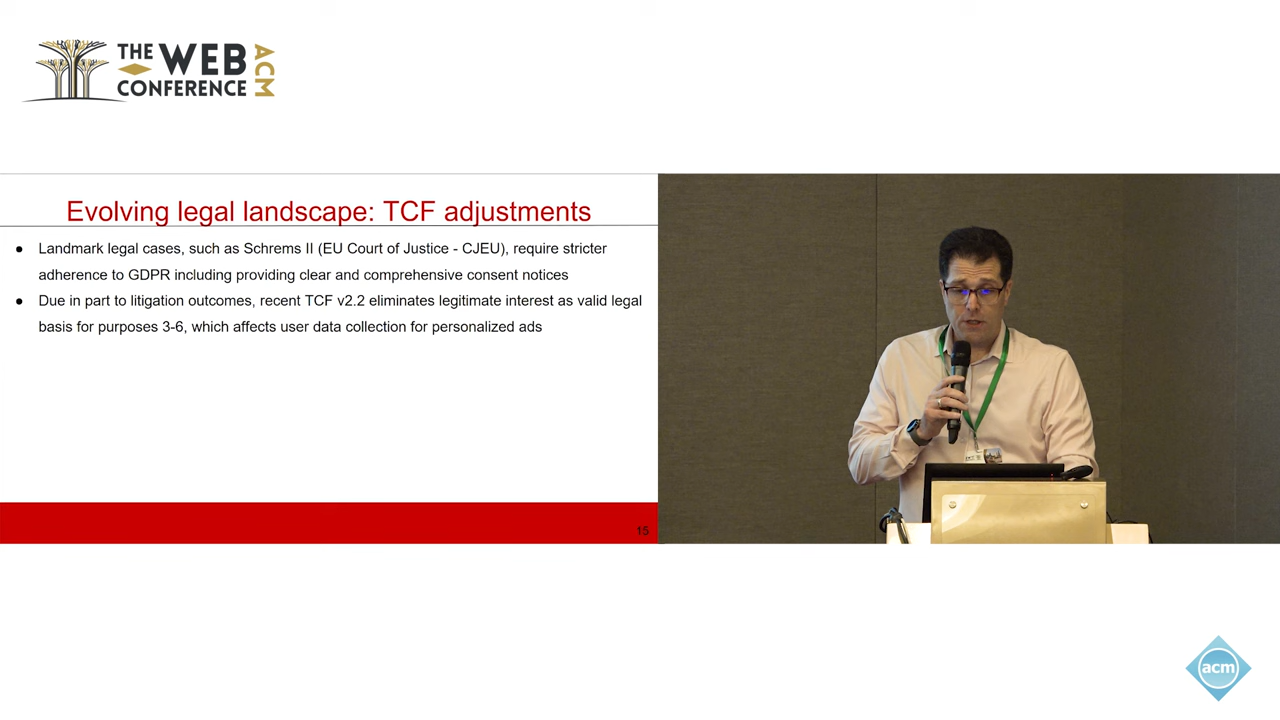 THE WEB CONFERENCE ACM
Evolving legal landscape: TCF adjustments
● Landmark legal cases, such as Schrems II (EU Court of Justice - CJEU), require stricter
adherence to GDPR including providing clear and comprehensive consent notices
● Due in part to litigation outcomes, recent TCF v2.2 eliminates legitimate interest as valid legal
basis for purposes 3-6, which affects user data collection for personalized ads
15
acm